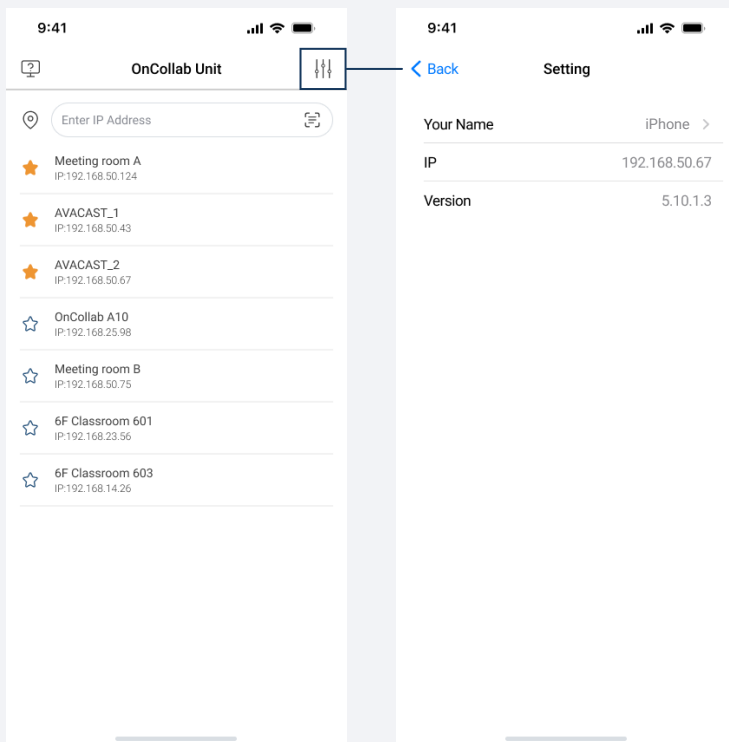 9:41
OnCollab Unit
Enter IP Address
Meeting room A
IP:192.168.50.124
AVACAST_1
IP:192.168.50.43
AVACAST_2
IP:192.168.50.67
OnCollab A10
IP:192.168.25.98
Meeting room B
IP:192.168.50.75
6F Classroom 601
IP:192.168.23.56
6F Classroom 603
IP:192.168.14.26
9:41
Back Setting
Your Name iPhone
IP 192.168.50.67
Version 5.10.1.3